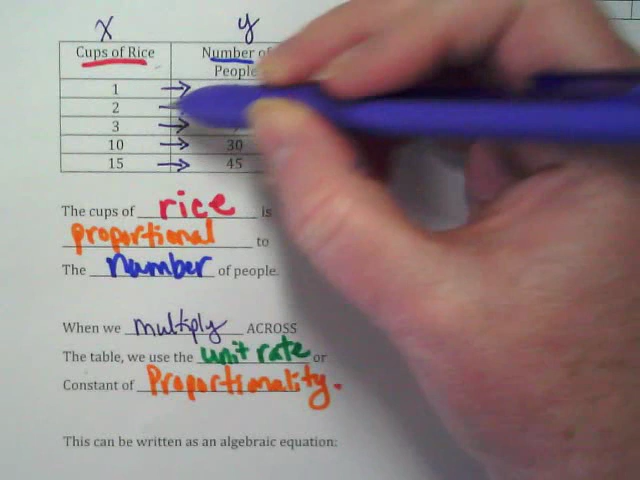 x y
Cups of Rice Number of
People
1
2
3
10 30
15 45
The cups of rice is
proportional to
The number of people.
When we multiply ACROSS
The table, we use the unit rate or
Constant of Proportionality.
This can be written as an algebraic equation: